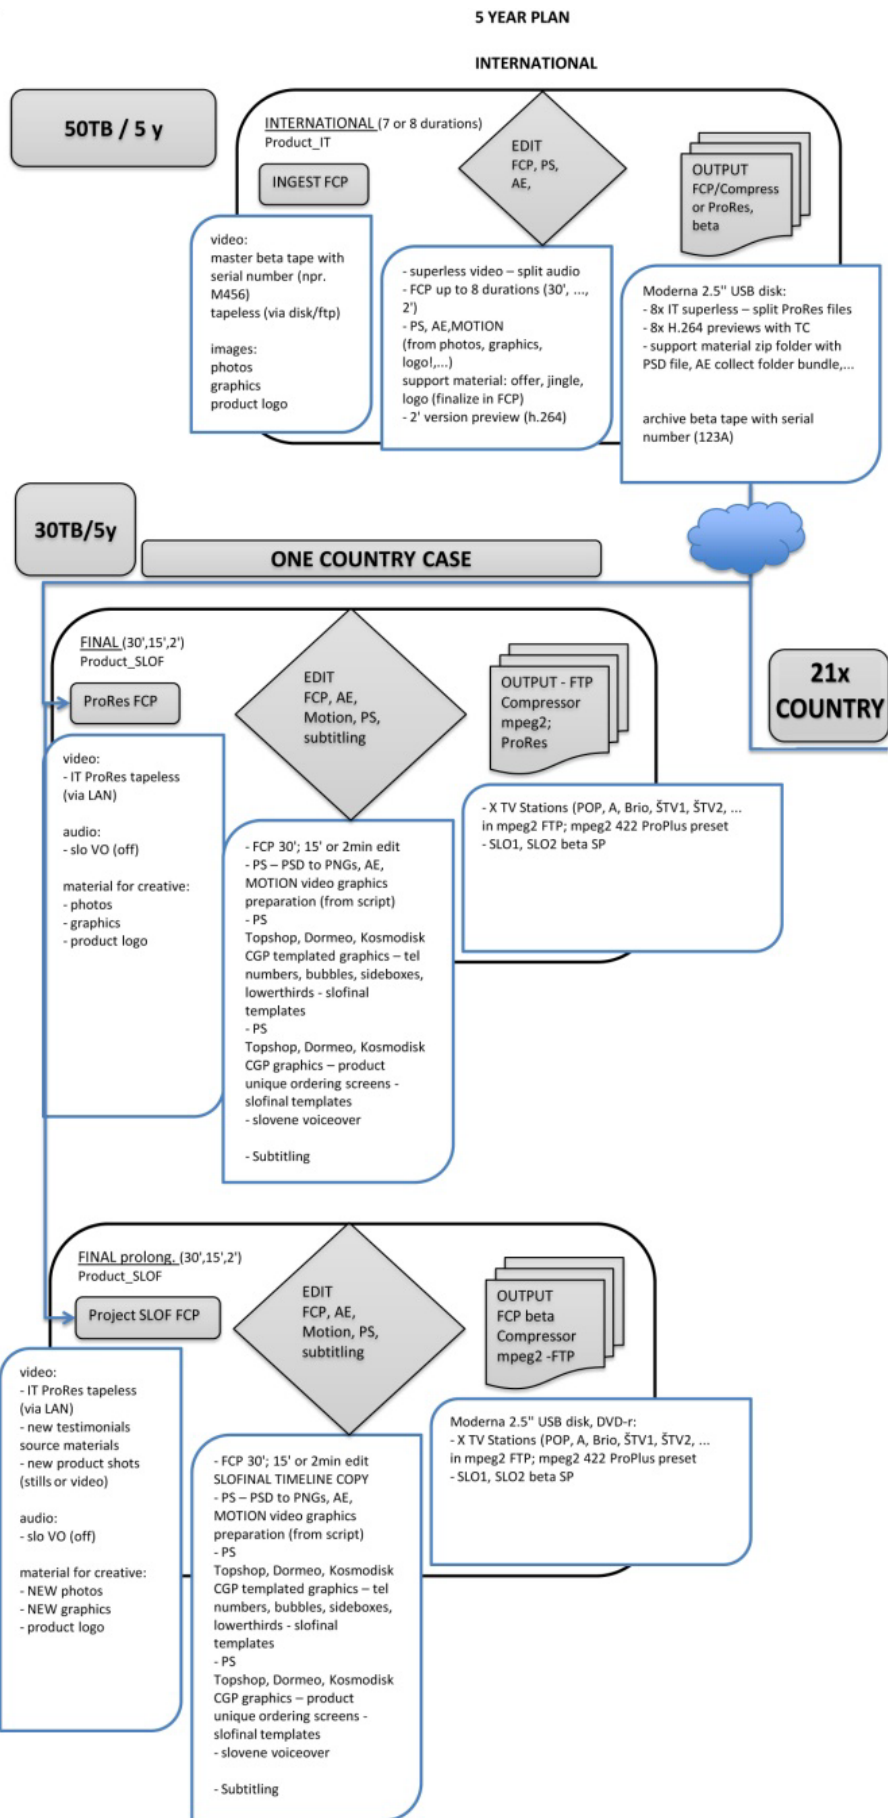 5 YEAR PLAN
INTERNATIONAL
50TB / 5 y
INTERNATIONAL (7 or 8 durations)
Product_IT
INGEST FCP
EDIT
FCP, PS,
AE,
OUTPUT
FCP/Compress
or ProRes,
beta
video:
master beta tape with
serial number (npr.
M456)
tapeless (via disk/ftp)
images:
photos
graphics
product logo
- superless video – split audio
- FCP up to 8 durations (30', ...,
2')
- PS, AE,MOTION
(from photos, graphics,
logo!,...)
support material: offer, jingle,
logo (finalize in FCP)
- 2' version preview (h.264)
Moderna 2.5" USB disk:
- 8x IT superless – split ProRes files
- 8x H.264 previews with TC
- support material zip folder with
PSD file, AE collect folder bundle,...
archive beta tape with serial
number (123A)
30TB/5y
ONE COUNTRY CASE
21x
COUNTRY
FINAL (30',15',2')
Product_SLOF
ProRes FCP
EDIT
FCP, AE,
Motion, PS,
subtitling
OUTPUT - FTP
Compressor
mpeg2;
ProRes
video:
- IT ProRes tapeless
(via LAN)
audio:
- slo VO (off)
material for creative:
- photos
- graphics
- product logo
- FCP 30'; 15' or 2min edit
- PS – PSD to PNGs, AE,
MOTION video graphics
preparation (from script)
- PS
Topshop, Dormeo, Kosmodisk
CGP templated graphics – tel
numbers, bubbles, sideboxes,
lowerthirds - slofinal
templates
- PS
Topshop, Dormeo, Kosmodisk
CGP graphics – product
unique ordering screens -
slofinal templates
- slovene voiceover
- Subtitling
- X TV Stations (POP, A, Brio, ŠTV1, ŠTV2, ...
in mpeg2 FTP; mpeg2 422 ProPlus preset
- SLO1, SLO2 beta SP
FINAL prolong. (30',15',2')
Product_SLOF
Project SLOF FCP
EDIT
FCP, AE,
Motion, PS,
subtitling
OUTPUT
FCP beta
Compressor
mpeg2 -FTP
video:
- IT ProRes tapeless
(via LAN)
- new testimonials
source materials
- new product shots
(stills or video)
audio:
- slo VO (off)
material for creative:
- NEW photos
- NEW graphics
- product logo
- FCP 30'; 15' or 2min edit
SLOFINAL TIMELINE COPY
- PS – PSD to PNGs, AE,
MOTION video graphics
preparation (from script)
- PS
Topshop, Dormeo, Kosmodisk
CGP templated graphics – tel
numbers, bubbles, sideboxes,
lowerthirds - slofinal
templates
- PS
Topshop, Dormeo, Kosmodisk
CGP graphics – product
unique ordering screens -
slofinal templates
- slovene voiceover
- Subtitling
Moderna 2.5" USB disk, DVD-r:
- X TV Stations (POP, A, Brio, ŠTV1, ŠTV2, ...
in mpeg2 FTP; mpeg2 422 ProPlus preset
- SLO1, SLO2 beta SP